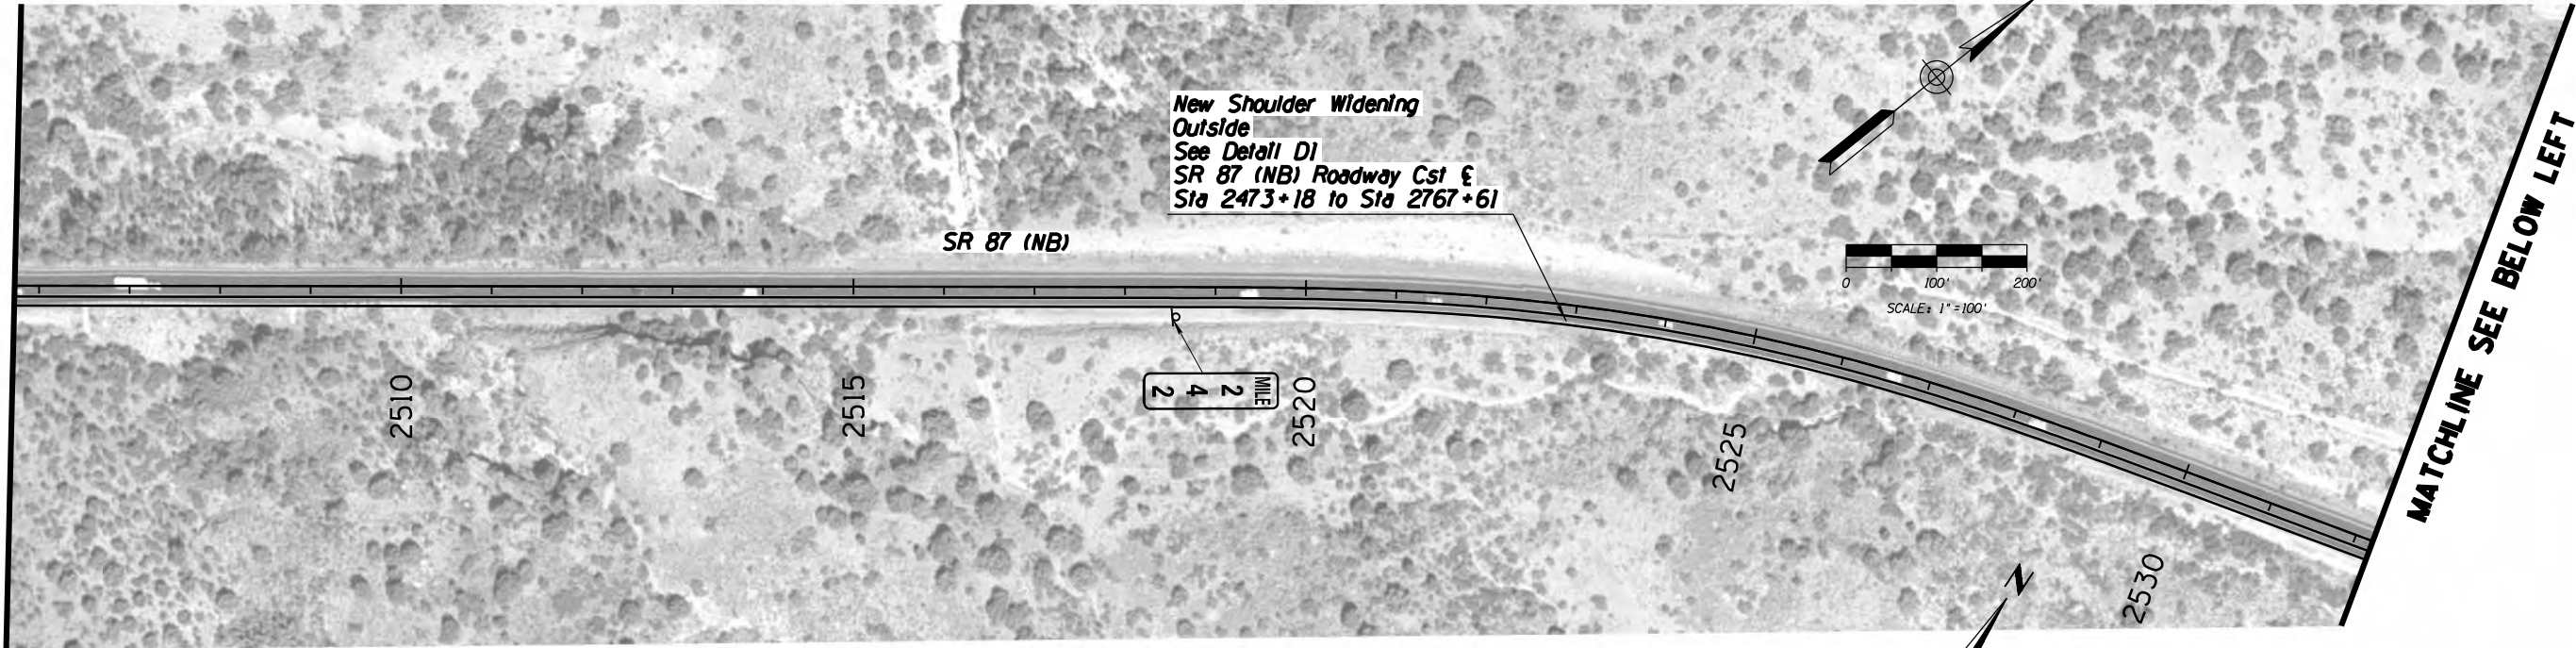 New Shoulder Widening
Outside
See Detail D1
SR 87 (NB) Roadway Cst ℄
Sta 2473+18 to Sta 2767+61
SR 87 (NB)
0 100' 200'
SCALE: 1"=100'
MATCHLINE SEE BELOW LEFT
2510
2515
MILE
2
4
2
2520
2525
2530
N